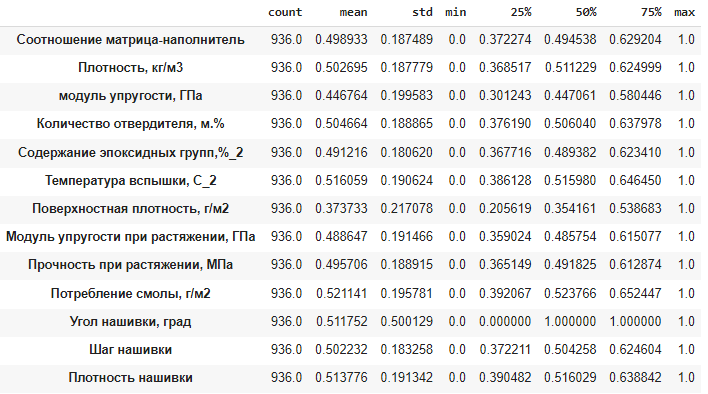 count mean std min 25% 50% 75% max
Соотношение матрица-наполнитель 936.0 0.498933 0.187489 0.0 0.372274 0.494538 0.629204 1.0
Плотность, кг/м3 936.0 0.502695 0.187779 0.0 0.368517 0.511229 0.624999 1.0
модуль упругости, ГПа 936.0 0.446764 0.199583 0.0 0.301243 0.447061 0.580446 1.0
Количество отвердителя, м.% 936.0 0.504664 0.188865 0.0 0.376190 0.506040 0.637978 1.0
Содержание эпоксидных групп,%_2 936.0 0.491216 0.180620 0.0 0.367716 0.489382 0.623410 1.0
Температура вспышки, С_2 936.0 0.516059 0.190624 0.0 0.386128 0.515980 0.646450 1.0
Поверхностная плотность, г/м2 936.0 0.373733 0.217078 0.0 0.205619 0.354161 0.538683 1.0
Модуль упругости при растяжении, ГПа 936.0 0.488647 0.191466 0.0 0.359024 0.485754 0.615077 1.0
Прочность при растяжении, МПа 936.0 0.495706 0.188915 0.0 0.365149 0.491825 0.612874 1.0
Потребление смолы, г/м2 936.0 0.521141 0.195781 0.0 0.392067 0.523766 0.652447 1.0
Угол нашивки, град 936.0 0.511752 0.500129 0.0 0.000000 1.000000 1.000000 1.0
Шаг нашивки 936.0 0.502232 0.183258 0.0 0.372211 0.504258 0.624604 1.0
Плотность нашивки 936.0 0.513776 0.191342 0.0 0.390482 0.516029 0.638842 1.0